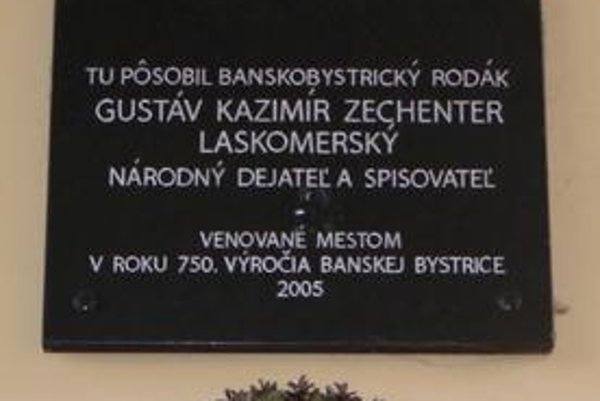 TU PÔSOBIL BANSKOBYSTRICKÝ RODÁK
GUSTÁV KAZIMÍR ZECHENTER
LASKOMERSKÝ
NÁRODNÝ DEJATEĽ A SPISOVATEĽ
VENOVANÉ MESTOM
V ROKU 750. VÝROČIA BANSKEJ BYSTRICE
2005